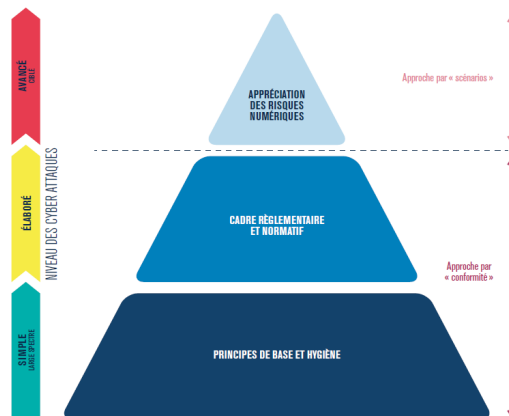 AVANCÉ
CIBLÉ
ÉLABORÉ
SIMPLE
LARGE SPECTRE
NIVEAU DES CYBER ATTAQUES
APPRÉCIATION
DES RISQUES
NUMÉRIQUES
CADRE RÈGLEMENTAIRE
ET NORMATIF
PRINCIPES DE BASE ET HYGIÈNE
Approche par « scénarios »
Approche par
« conformité »